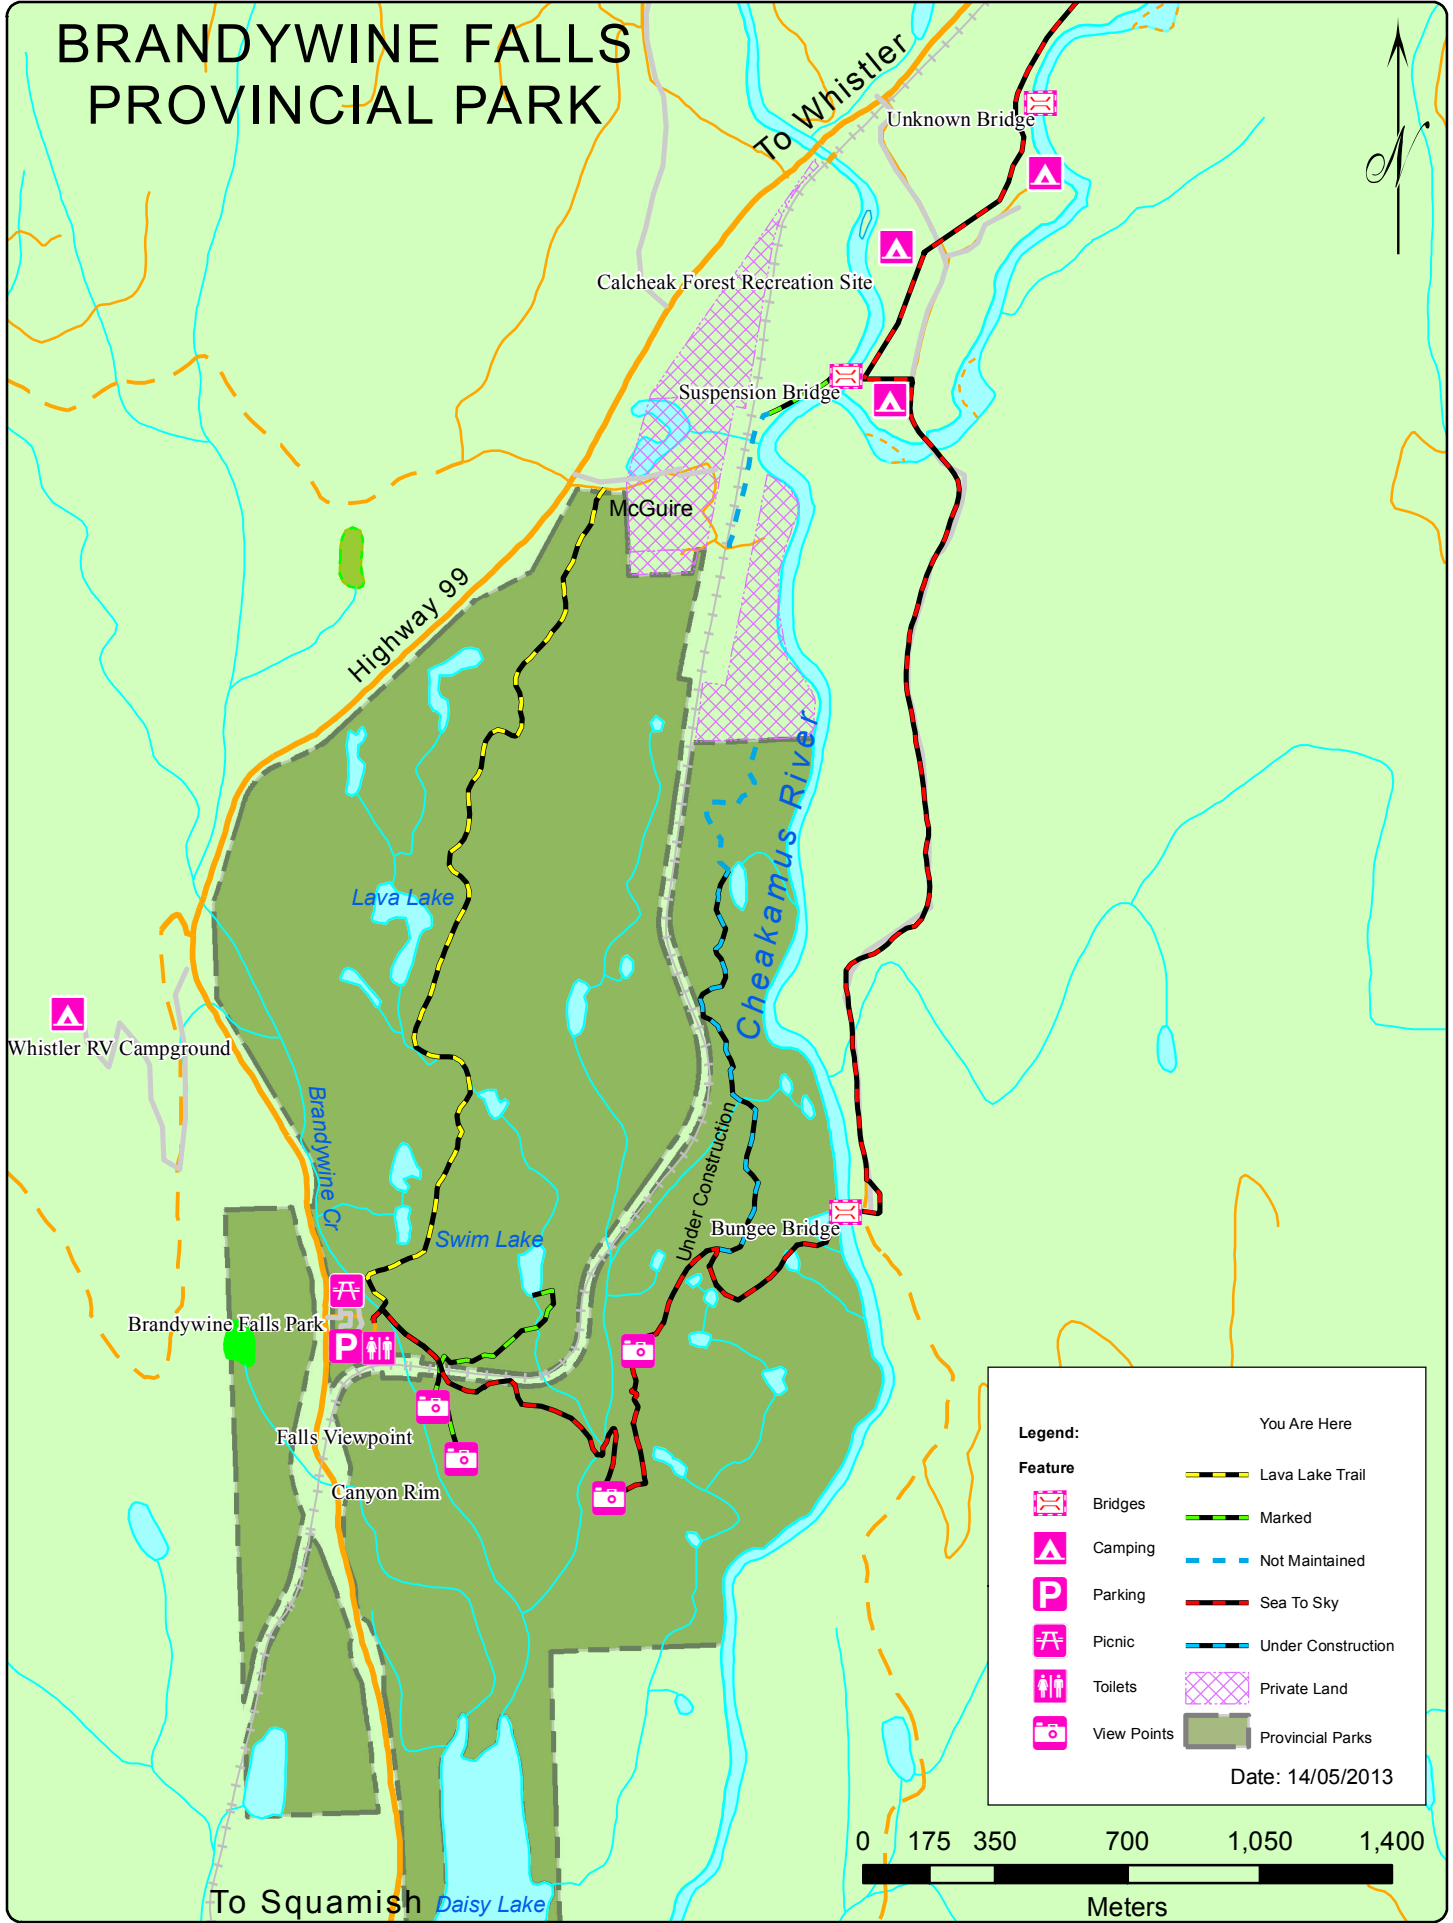 BRANDYWINE FALLS
PROVINCIAL PARK
To Whistler
Unknown Bridge
N
Calcheak Forest Recreation Site
Suspension Bridge
McGuire
Highway 99
Cheakamus River
Lava Lake
Whistler RV Campground
Brandywine Cr
Under Construction
Bungee Bridge
Swim Lake
Brandywine Falls Park
P
Falls Viewpoint
Canyon Rim
To Squamish
Daisy Lake
Legend:
You Are Here
Feature
Lava Lake Trail
Bridges
Marked
Camping
Not Maintained
P
Parking
Sea To Sky
Picnic
Under Construction
Toilets
Private Land
View Points
Provincial Parks
Date: 14/05/2013
0 175 350 700 1,050 1,400
Meters